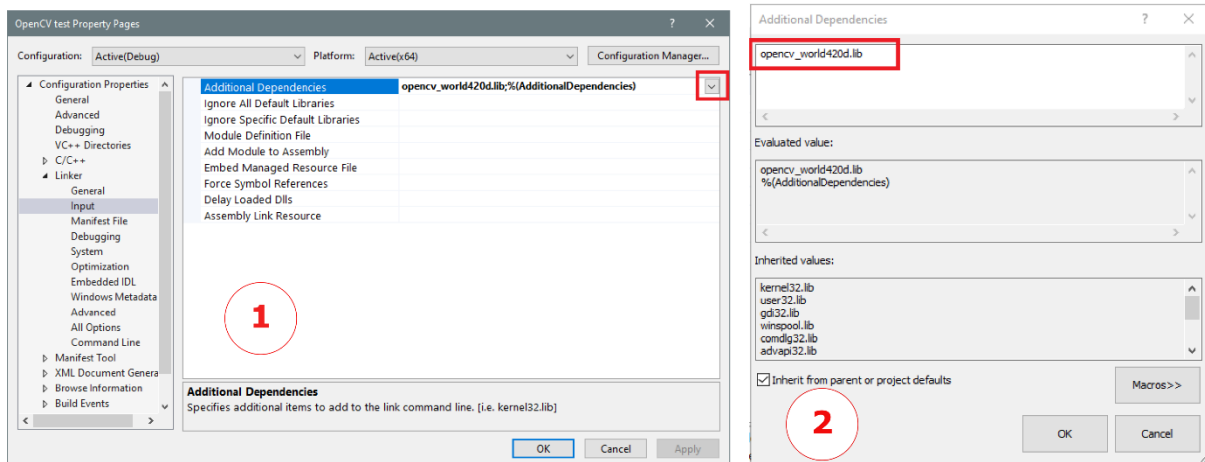 OpenCV test Property Pages
Configuration: Active(Debug) Platform: Active(x64) Configuration Manager...
Configuration Properties
General
Advanced
Debugging
VC++ Directories
C/C++
Linker
General
Input
Manifest File
Debugging
System
Optimization
Embedded IDL
Windows Metadata
Advanced
All Options
Command Line
Manifest Tool
XML Document Genera
Browse Information
Build Events
Additional Dependencies opencv_world420d.lib;%(AdditionalDependencies)
Ignore All Default Libraries
Ignore Specific Default Libraries
Module Definition File
Add Module to Assembly
Embed Managed Resource File
Force Symbol References
Delay Loaded Dlls
Assembly Link Resource
1
Additional Dependencies
Specifies additional items to add to the link command line. [i.e. kernel32.lib]
OK Cancel Apply
Additional Dependencies
opencv_world420d.lib
Evaluated value:
opencv_world420d.lib
%(AdditionalDependencies)
Inherited values:
kernel32.lib
user32.lib
gdi32.lib
winspool.lib
comdlg32.lib
advapi32.lib
Inherit from parent or project defaults
Macros>>
2
OK Cancel